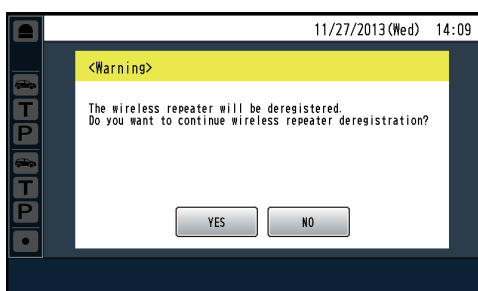 11/27/2013(Wed) 14:09
<Warning>
The wireless repeater will be deregistered.
Do you want to continue wireless repeater deregistration?
T
P
T
P
YES NO